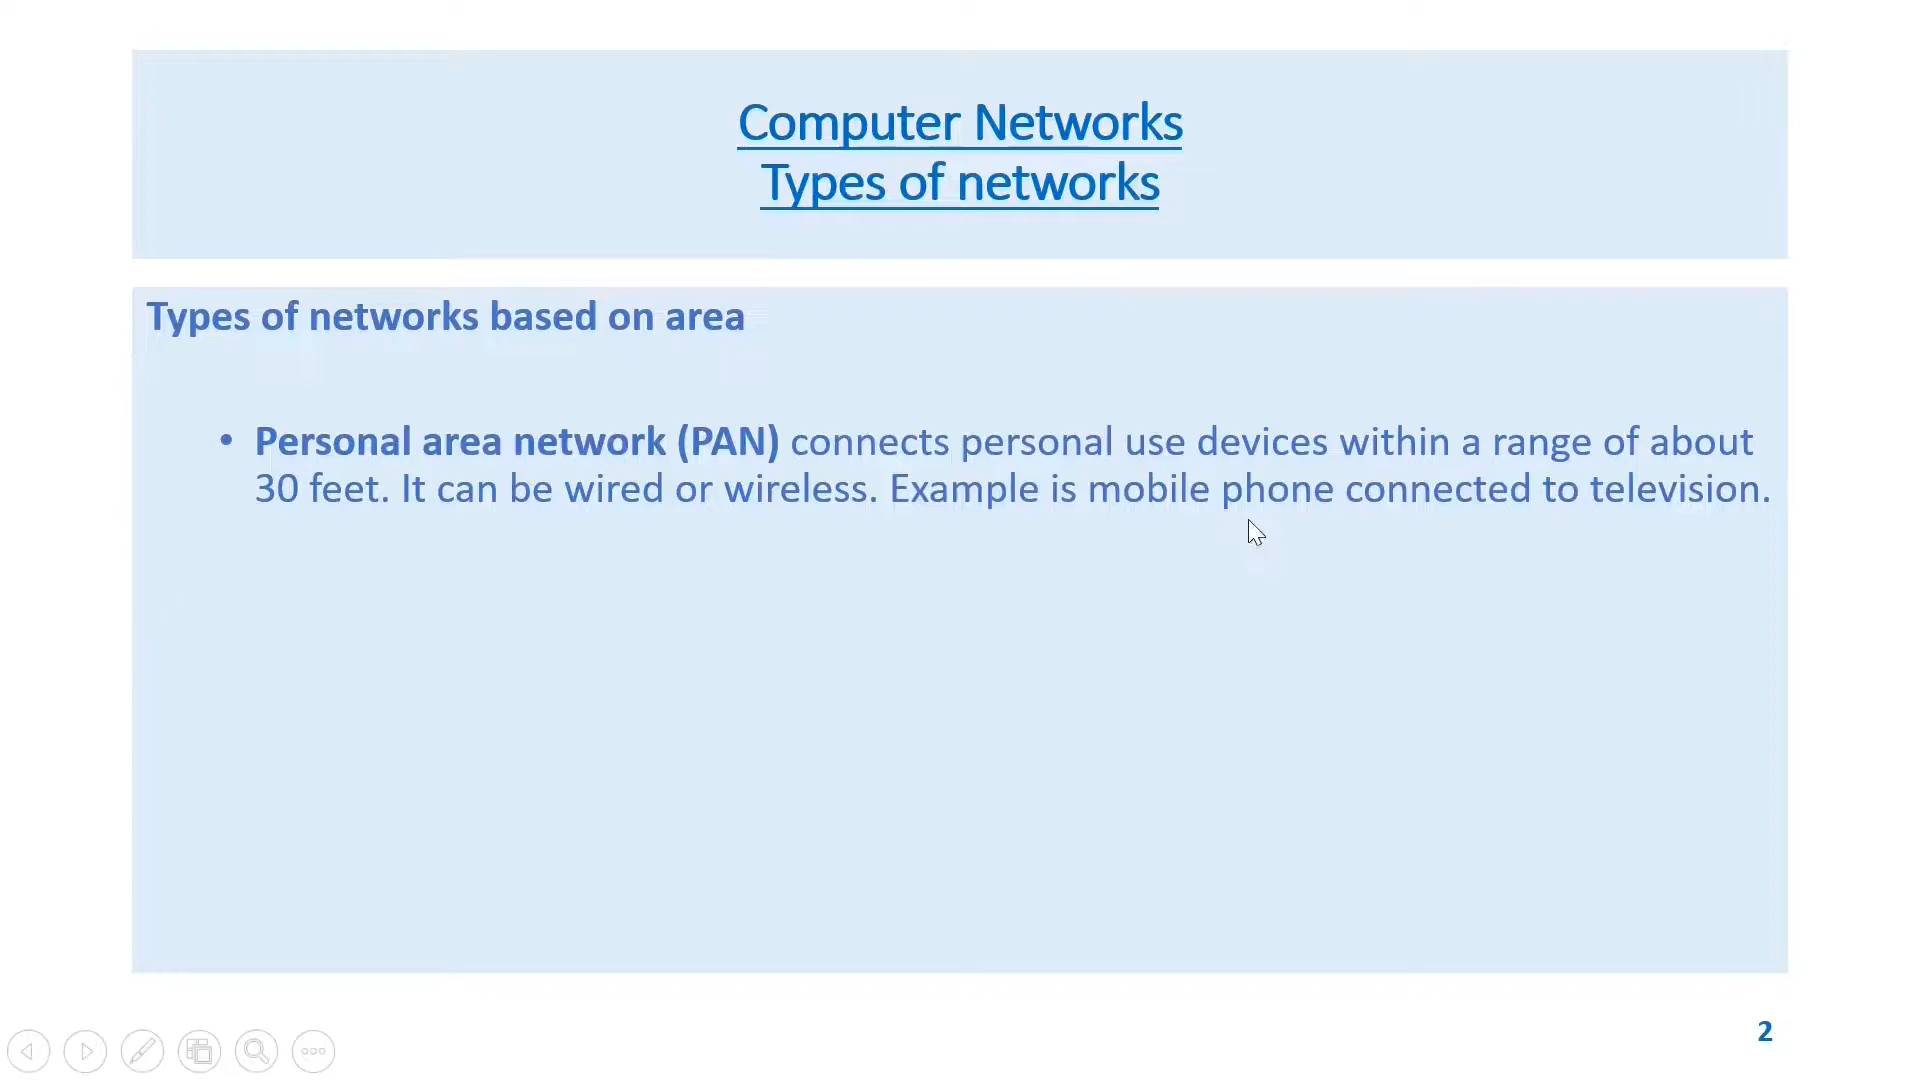 Computer Networks
Types of networks
Types of networks based on area
• Personal area network (PAN) connects personal use devices within a range of about
30 feet. It can be wired or wireless. Example is mobile phone connected to television.
2